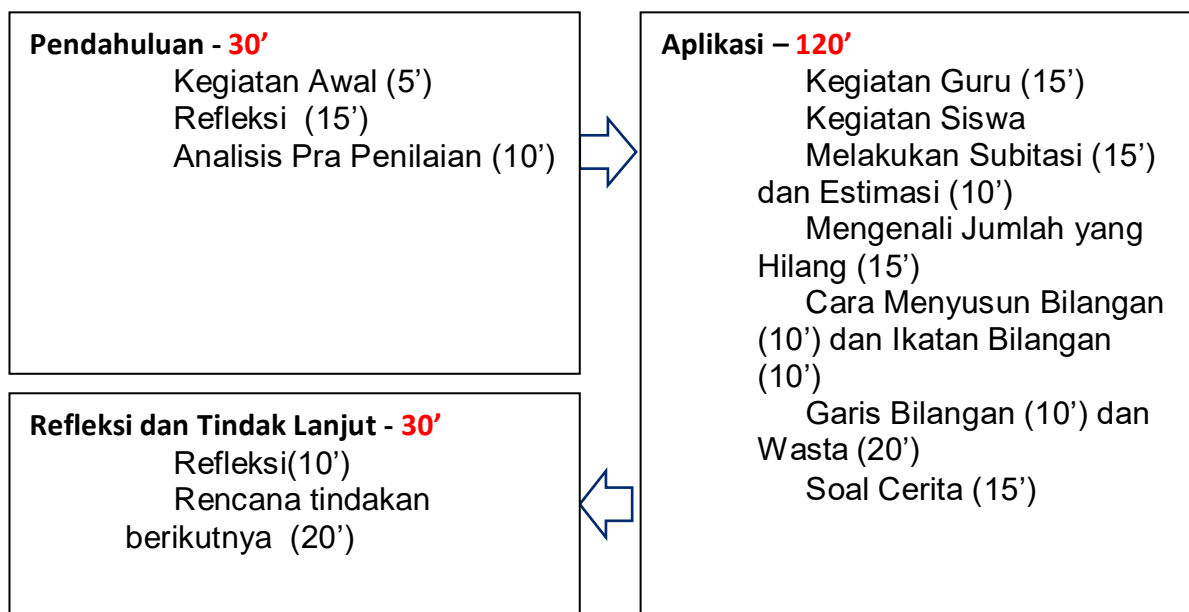 Pendahuluan - 30’
Kegiatan Awal (5’)
Refleksi  (15’)
Analisis Pra Penilaian (10’)
Aplikasi – 120’
Kegiatan Guru (15’)
Kegiatan Siswa
Melakukan Subitasi (15’)
dan Estimasi (10’)
Mengenali Jumlah yang
Hilang (15’)
Cara Menyusun Bilangan
(10’) dan Ikatan Bilangan
(10’)
Garis Bilangan (10’) dan
Wasta (20’)
Soal Cerita (15’)
Refleksi dan Tindak Lanjut - 30’
Refleksi(10’)
Rencana tindakan
berikutnya  (20’)